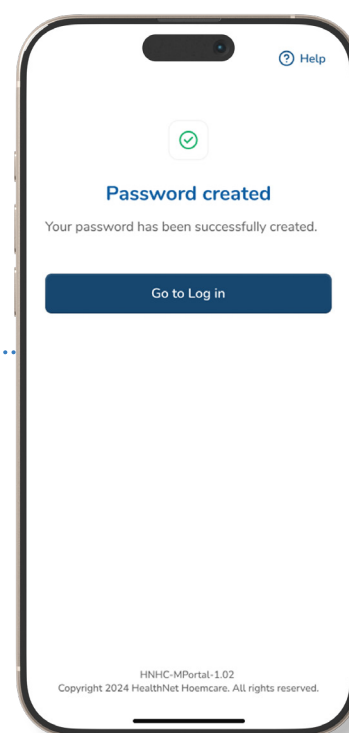 Help
Password created
Your password has been successfully created.
Go to Log in
HNHC-MPortal-1.02
Copyright 2024 HealthNet Hoemcare. All rights reserved.